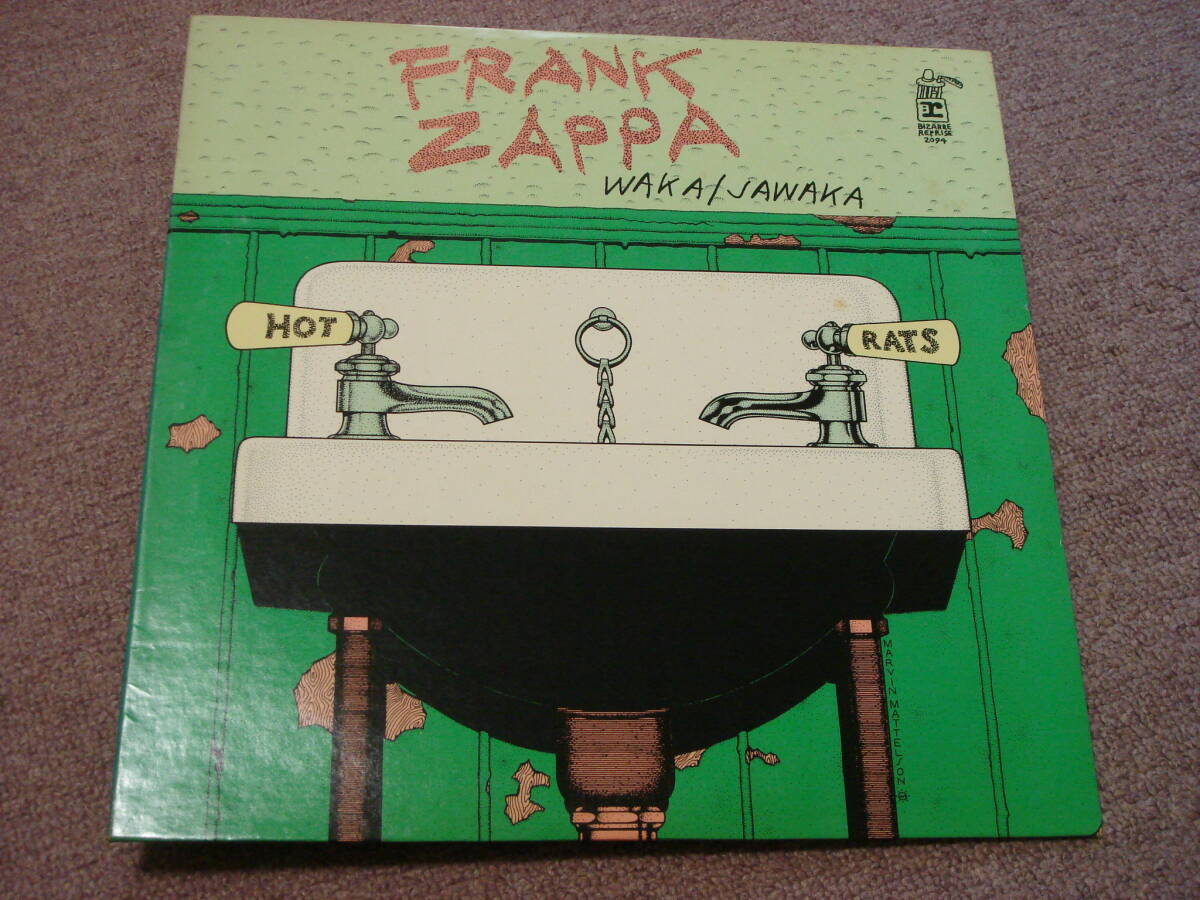 FRANK
ZAPPA
WAKA/JAWAKA
BIZARRE
REPRISE
2094
HOT
RATS
MARVIN MATTELSON